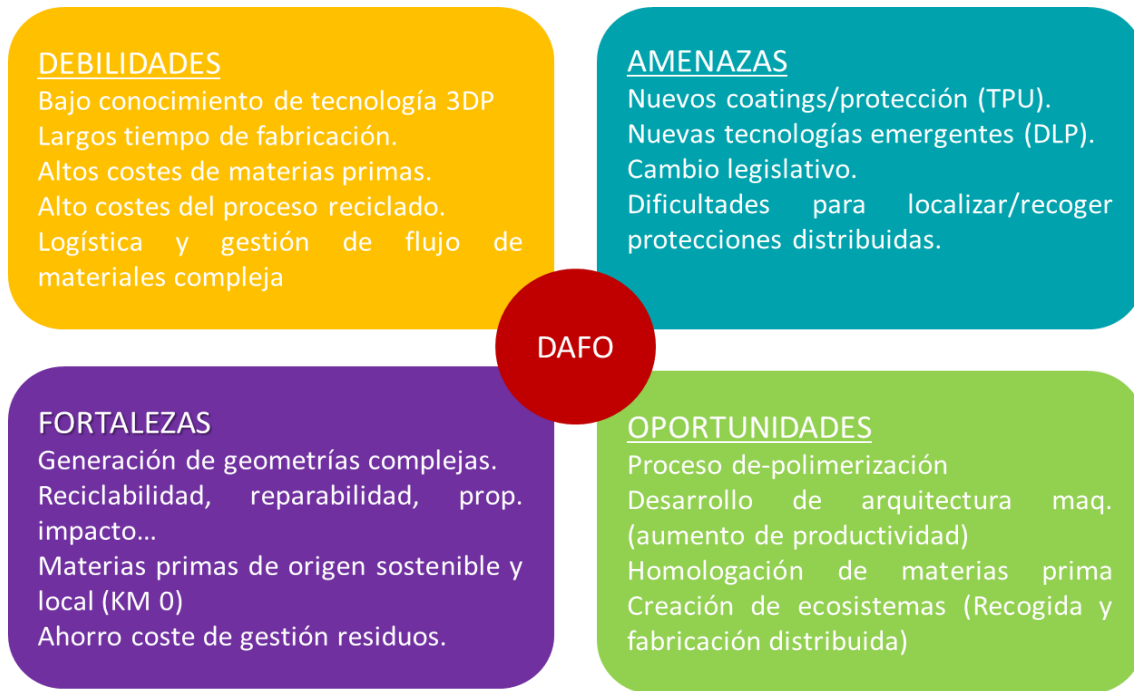 DEBILIDADES
Bajo conocimiento de tecnología 3DP
Largos tiempo de fabricación.
Altos costes de materias primas.
Alto costes del proceso reciclado.
Logística y gestión de flujo de
materiales compleja
AMENAZAS
Nuevos coatings/protección (TPU).
Nuevas tecnologías emergentes (DLP).
Cambio legislativo.
Dificultades para localizar/recoger
protecciones distribuidas.
DAFO
FORTALEZAS
Generación de geometrías complejas.
Reciclabilidad, reparabilidad, prop.
impacto...
Materias primas de origen sostenible y
local (KM 0)
Ahorro coste de gestión residuos.
OPORTUNIDADES
Proceso de-polimerización
Desarrollo de arquitectura maq.
(aumento de productividad)
Homologación de materias prima
Creación de ecosistemas (Recogida y
fabricación distribuida)